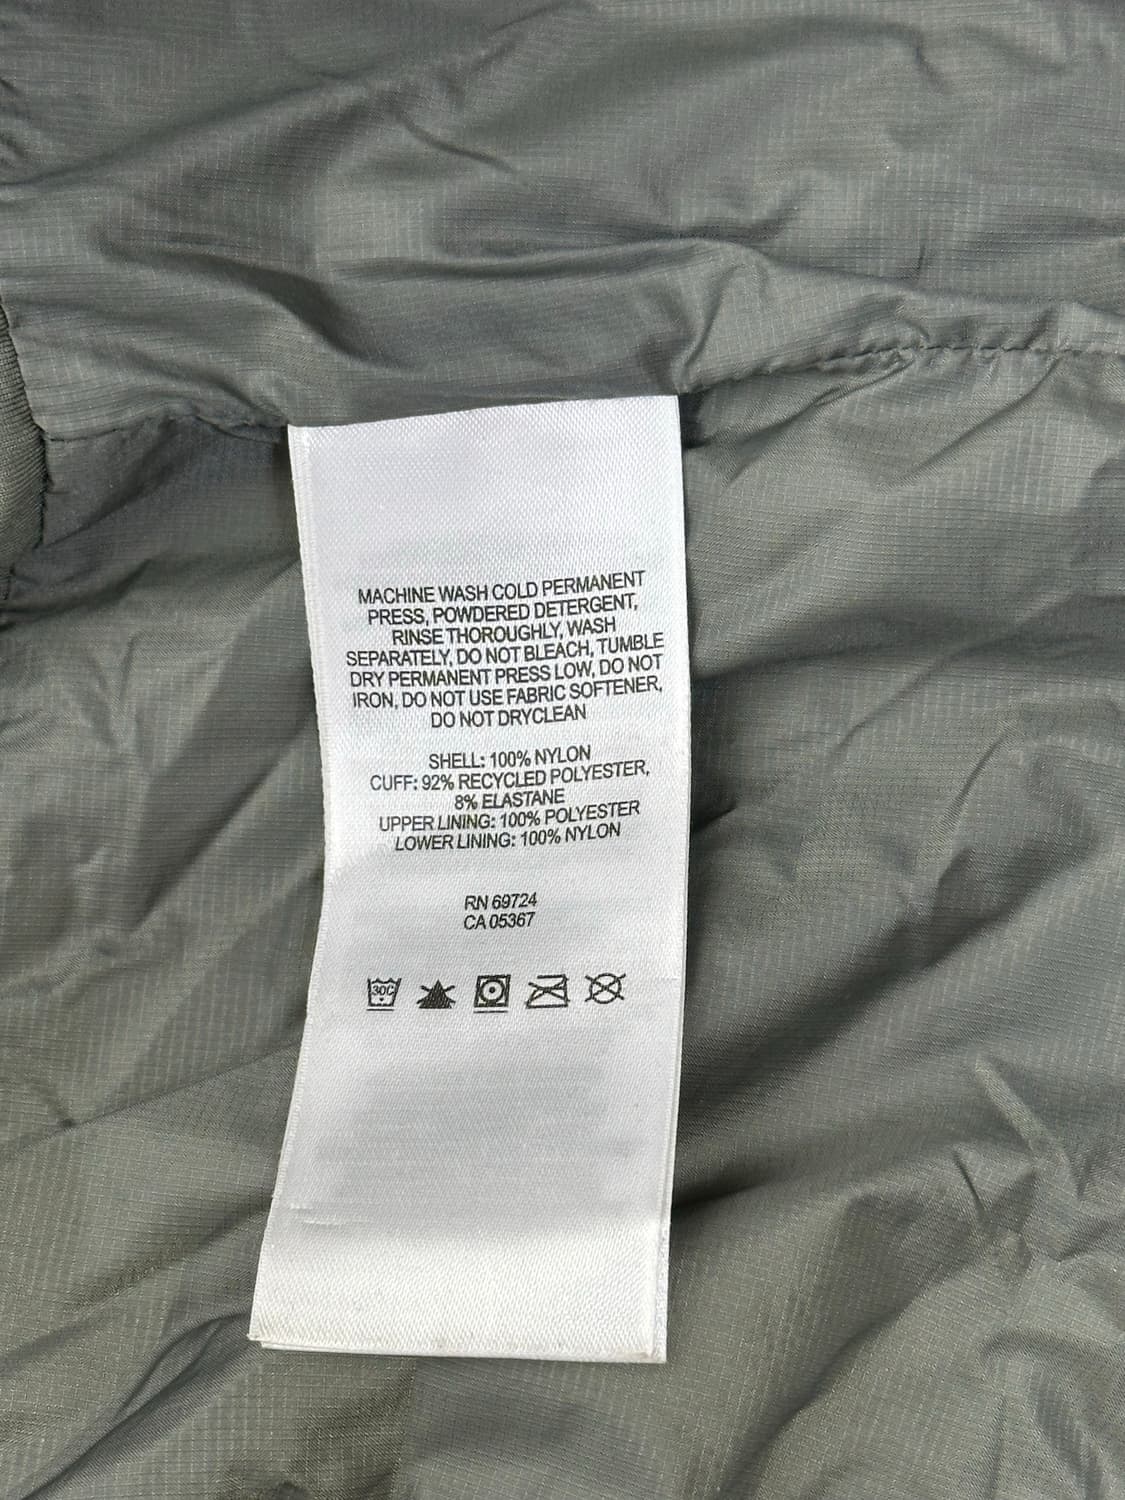 MACHINE WASH COLD PERMANENT
PRESS, POWDERED DETERGENT,
RINSE THOROUGHLY, WASH
SEPARATELY, DO NOT BLEACH, TUMBLE
DRY PERMANENT PRESS LOW, DO NOT
IRON, DO NOT USE FABRIC SOFTENER,
DO NOT DRYCLEAN
SHELL: 100% NYLON
CUFF: 92% RECYCLED POLYESTER,
8% ELASTANE
UPPER LINING: 100% POLYESTER
LOWER LINING: 100% NYLON
RN 69724
CA 05367
30C